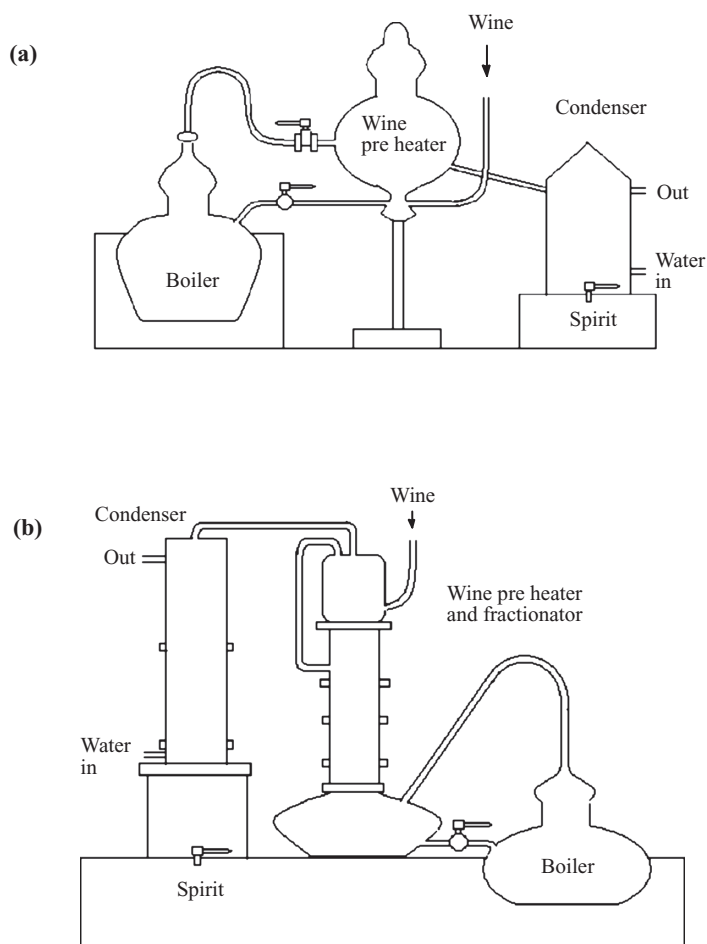 (a)
Wine
Condenser
Wine
pre heater
Out
Water
in
Boiler
Spirit
(b)
Wine
Condenser
Out
Wine pre heater
and fractionator
Water
in
Boiler
Spirit